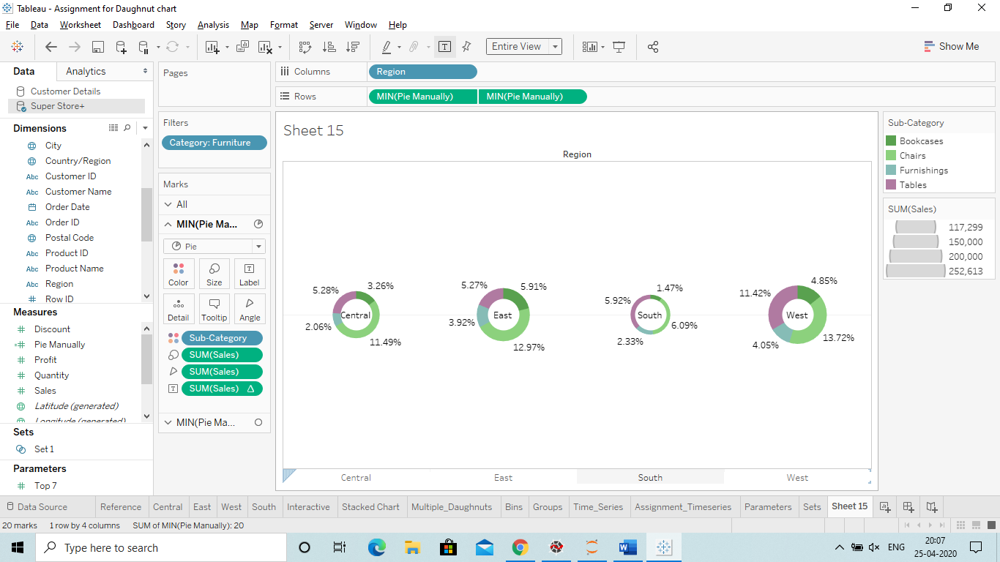 Tableau - Assignment for Daughnut chart
File Data Worksheet Dashboard Story Analysis Map Format Server Window Help
Entire View
Show Me
Data Analytics
Customer Details
Super Store+
Dimensions
City
Country/Region
Abc Customer ID
Abc Customer Name
Order Date
Abc Order ID
Postal Code
Abc Product ID
Abc Product Name
Abc Region
Row ID
Measures
Discount
Pie Manually
Profit
Quantity
Sales
Latitude (generated)
Longitude (generated)
Sets
Set 1
Parameters
Top 7
Pages
Filters
Category: Furniture
Marks
All
MIN(Pie Ma...
Pie
Color Size Label
Detail Tooltip Angle
Sub-Category
SUM(Sales)
SUM(Sales)
SUM(Sales)
MIN(Pie Ma...
Columns Region
Rows MIN(Pie Manually) MIN(Pie Manually)
Sheet 15
Region
5.28% 3.26%
Central
2.06% 11.49%
5.27% 5.91%
East
3.92% 12.97%
1.47%
5.92%
South
6.09%
2.33%
4.85%
11.42%
West
13.72%
4.05%
Central East South West
Sub-Category
Bookcases
Chairs
Furnishings
Tables
SUM(Sales)
117,299
150,000
200,000
252,613
Data Source Reference Central East West South Interactive Stacked Chart Multiple_Daughnuts Bins Groups Time_Series Assignment_Timeseries Parameters Sets Sheet 15
20 marks 1 row by 4 columns SUM of MIN(Pie Manually): 20
Type here to search
ENG
20:07
25-04-2020